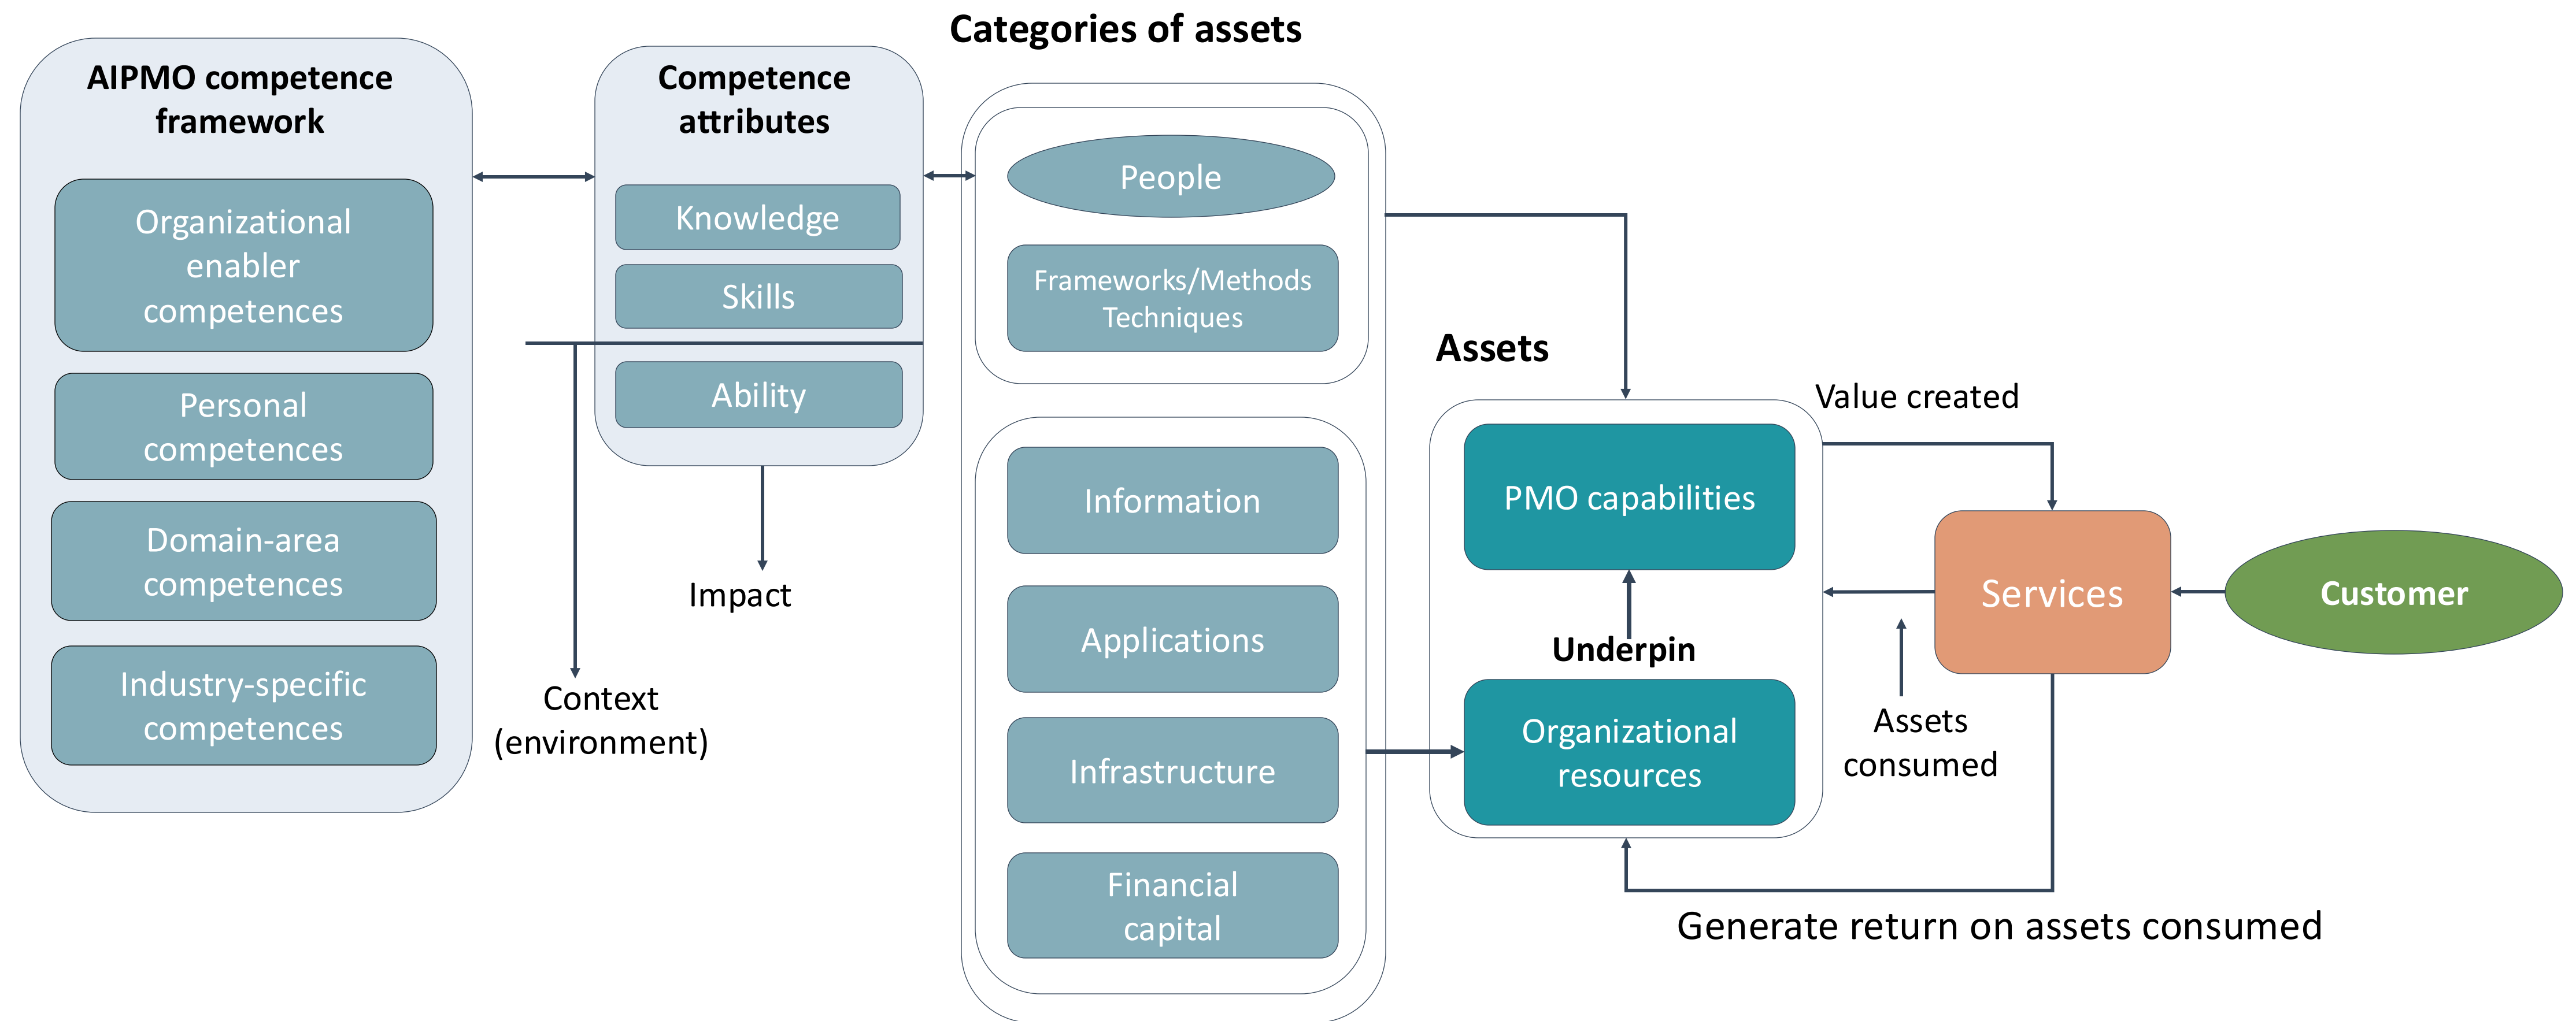 Categories of assets
AIPMO competence
framework
Organizational
enabler
competences
Personal
competences
Domain-area
competences
Industry-specific
competences
Competence
attributes
Knowledge
Skills
Ability
Impact
Context
(environment)
People
Frameworks/Methods
Techniques
Information
Applications
Infrastructure
Financial
capital
Assets
PMO capabilities
Underpin
Organizational
resources
Value created
Services
Assets
consumed
Customer
Generate return on assets consumed